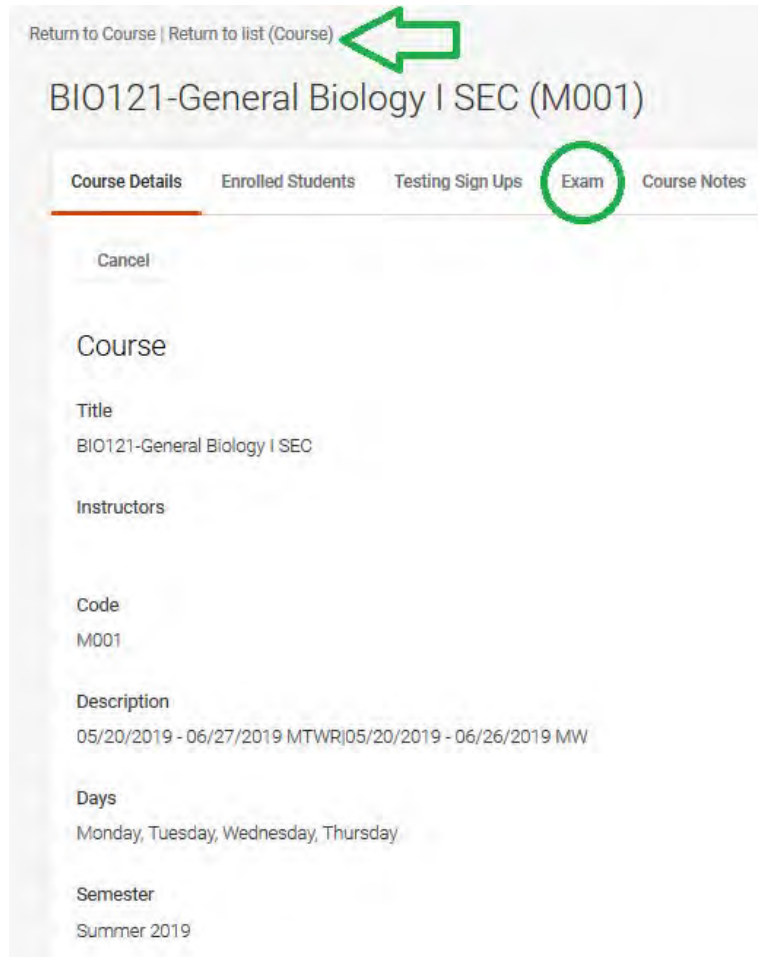 Return to Course | Return to list (Course)
BIO121-General Biology I SEC (M001)
Course Details Enrolled Students Testing Sign Ups Exam Course Notes
Cancel
Course
Title
BIO121-General Biology I SEC
Instructors
Code
M001
Description
05/20/2019 - 06/27/2019 MTWR|05/20/2019 - 06/26/2019 MW
Days
Monday, Tuesday, Wednesday, Thursday
Semester
Summer 2019